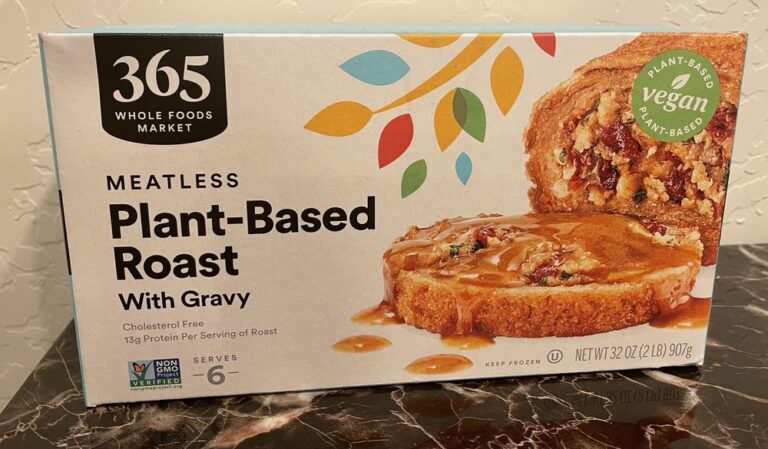 365
WHOLE FOODS
MARKET
PLANT-BASED
vegan
PLANT-BASED
MEATLESS
Plant-Based
Roast
With Gravy
Cholesterol Free
13g Protein Per Serving of Roast
NON
GMO
Project
VERIFIED
nongmoproject.org
SERVES
6
KEEP FROZEN
U
NET WT 32 OZ (2 LB) 907g